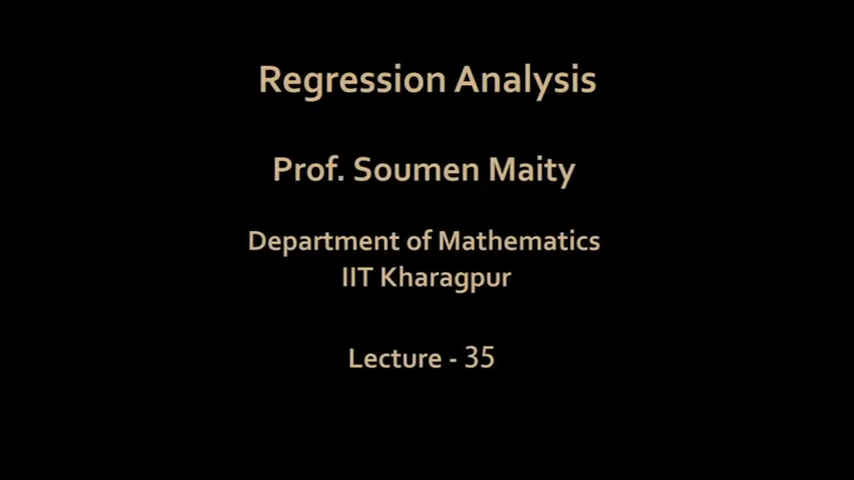 Regression Analysis
Prof. Soumen Maity
Department of Mathematics
IIT Kharagpur
Lecture - 35